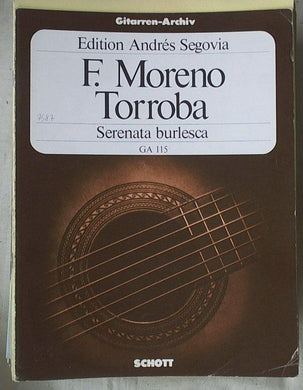 Gitarren-Archiv
Edition Andrés Segovia
F. Moreno
Torroba
Serenata burlesca
GA 115
SCHOTT